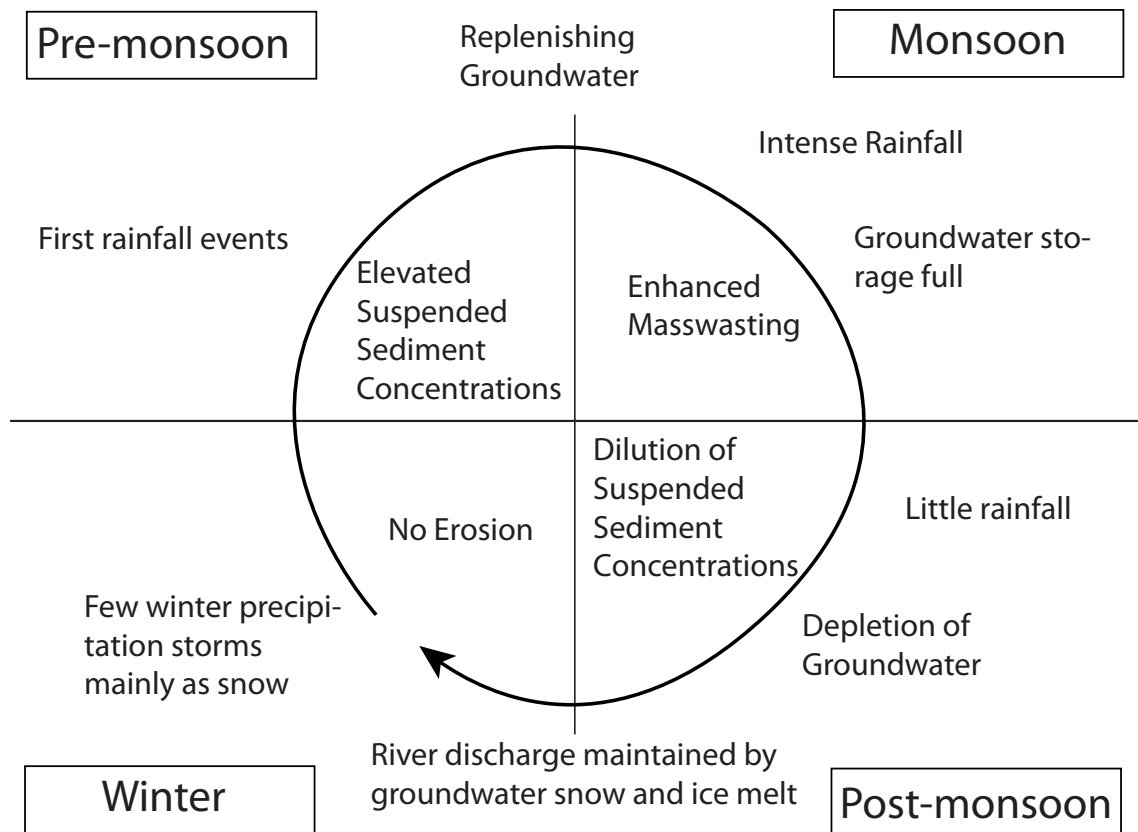 Pre-monsoon
Replenishing
Groundwater
Monsoon
Intense Rainfall
First rainfall events
Groundwater sto-
rage full
Elevated
Suspended
Sediment
Concentrations
Enhanced
Masswasting
No Erosion
Dilution of
Suspended
Sediment
Concentrations
Little rainfall
Few winter precipi-
tation storms
mainly as snow
Depletion of
Groundwater
River discharge maintained by
groundwater snow and ice melt
Winter
Post-monsoon